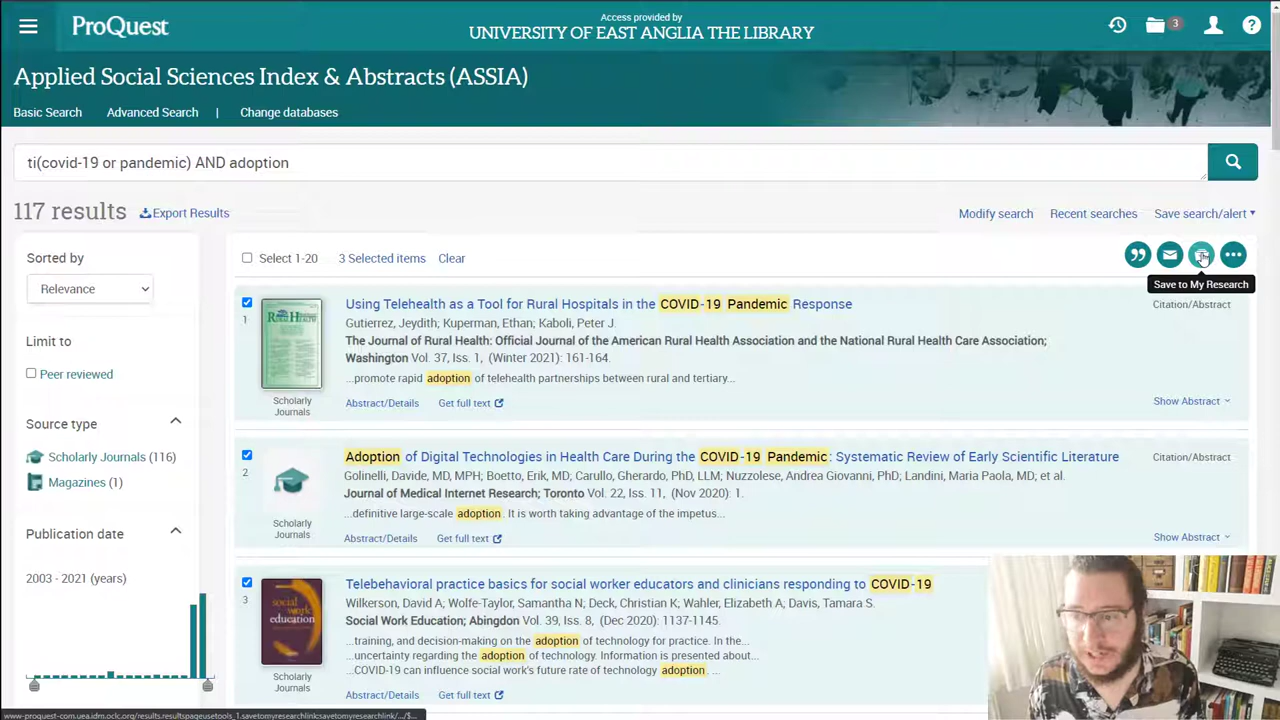 ProQuest
Access provided by
UNIVERSITY OF EAST ANGLIA THE LIBRARY
3
?
Applied Social Sciences Index & Abstracts (ASSIA)
Basic Search Advanced Search | Change databases
ti(covid-19 or pandemic) AND adoption
117 results Export Results
Modify search Recent searches Save search/alert
Sorted by
Relevance
Limit to
Peer reviewed
Source type
Scholarly Journals (116)
Magazines (1)
Publication date
2003 - 2021 (years)
Select 1-20 3 Selected items Clear
Save to My Research
1
Using Telehealth as a Tool for Rural Hospitals in the COVID-19 Pandemic Response
Citation/Abstract
Gutierrez, Jeydith; Kuperman, Ethan; Kaboli, Peter J.
The Journal of Rural Health: Official Journal of the American Rural Health Association and the National Rural Health Care Association;
Washington Vol. 37, Iss. 1, (Winter 2021): 161-164.
...promote rapid adoption of telehealth partnerships between rural and tertiary...
Scholarly
Journals
Abstract/Details Get full text
Show Abstract
2
Adoption of Digital Technologies in Health Care During the COVID-19 Pandemic: Systematic Review of Early Scientific Literature
Citation/Abstract
Golinelli, Davide, MD, MPH; Boetto, Erik, MD; Carullo, Gherardo, PhD, LLM; Nuzzolese, Andrea Giovanni, PhD; Landini, Maria Paola, MD; et al.
Journal of Medical Internet Research; Toronto Vol. 22, Iss. 11, (Nov 2020): 1.
...definitive large-scale adoption. It is worth taking advantage of the impetus...
Scholarly
Journals
Abstract/Details Get full text
Show Abstract
3
social work
education
Telebehavioral practice basics for social worker educators and clinicians responding to COVID-19
Wilkerson, David A; Wolfe-Taylor, Samantha N; Deck, Christian K; Wahler, Elizabeth A; Davis, Tamara S.
Social Work Education; Abingdon Vol. 39, Iss. 8, (Dec 2020): 1137-1145.
...training, and decision-making on the adoption of technology for practice. In the...
...uncertainty regarding the adoption of technology. Information is presented about...
...COVID-19 can influence social work's future rate of technology adoption. ...
Scholarly
Journals
Abstract/Details Get full text
www-proquest-com.uea.idm.oclc.org/results.resultspageusetools_1.savetomyresearchlink:savetomyresearchlink/.../$...